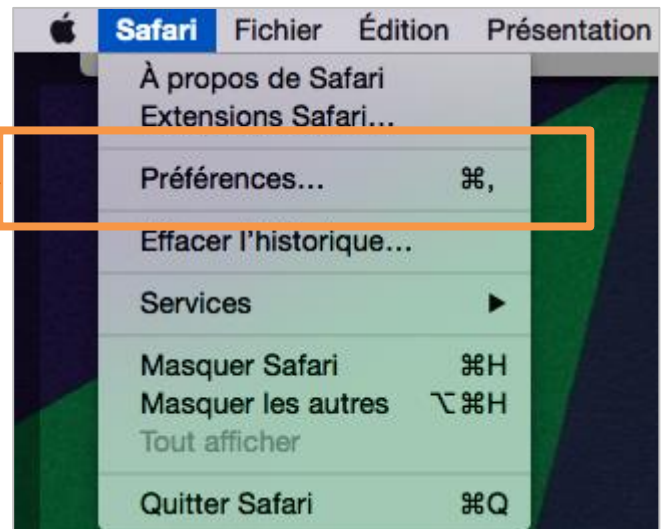 Safari Fichier Édition Présentation
À propos de Safari
Extensions Safari...
Préférences... ⌘,
Effacer l'historique...
Services ▶
Masquer Safari ⌘H
Masquer les autres ⌥⌘H
Tout afficher
Quitter Safari ⌘Q